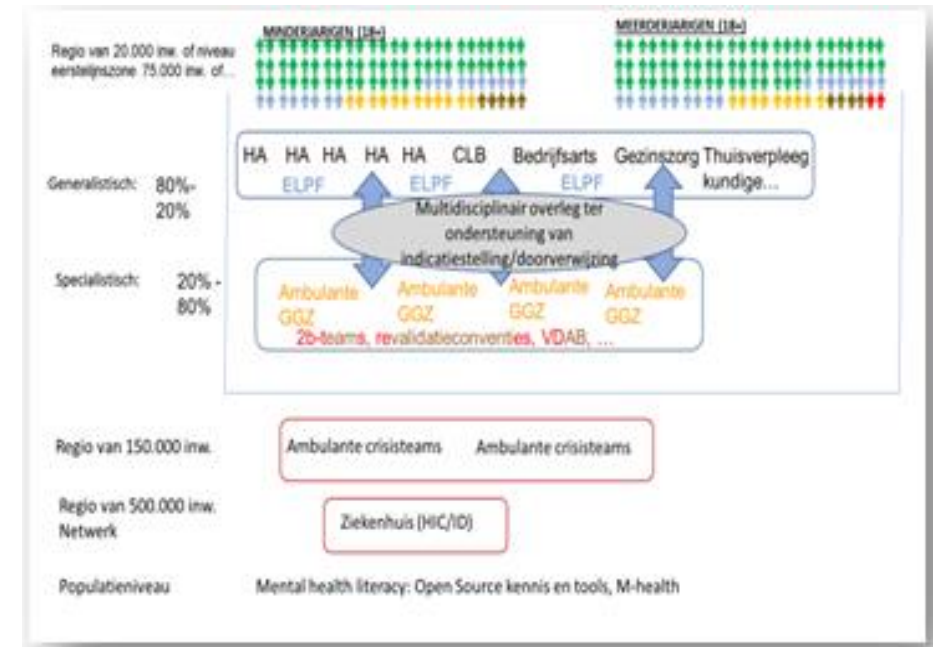 MINDERJARIGEN (18+)
MEERDERJARIGEN (18+)
Regio van 20.000 inw. of niveau
eerstelijnszone 75.000 inw. of...
HA HA HA HA HA CLB Bedrijfsarts Gezinszorg Thuisverpleeg
kundige...
ELPF ELPF ELPF
Generalistisch: 80%-
20%
Multidisciplinair overleg ter
ondersteuning van
indicatiestelling/doorverwijzing
Specialistisch: 20% -
80%
Ambulante GGZ
Ambulante GGZ
Ambulante GGZ
Ambulante GGZ
2b-teams, revalidatieconventies, VDAB, ...
Regio van 150.000 inw.
Ambulante crisisteams Ambulante crisisteams
Regio van 500.000 inw.
Netwerk
Ziekenhuis (HIC/ID)
Populatieniveau
Mental health literacy: Open Source kennis en tools, M-health